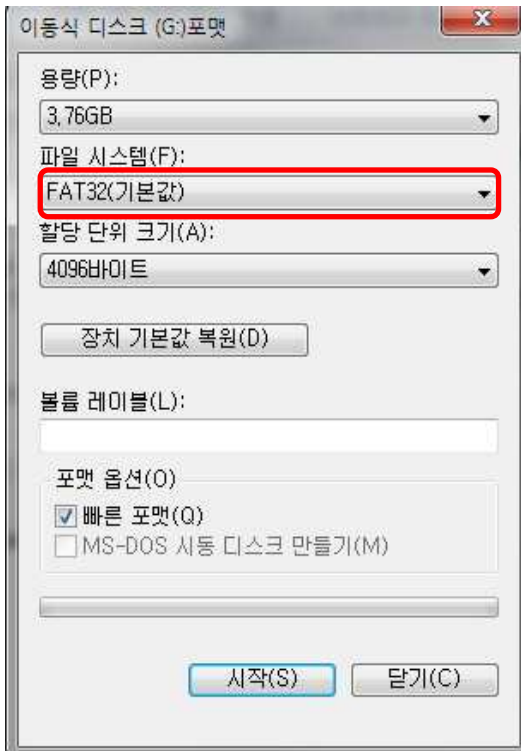 이동식 디스크 (G:)포맷
용량(P):
3,76GB
파일 시스템(F):
FAT32(기본값)
할당 단위 크기(A):
4096바이트
장치 기본값 복원(D)
볼륨 레이블(L):
포맷 옵션(O)
빠른 포맷(Q)
MS-DOS 시동 디스크 만들기(M)
시작(S)
닫기(C)